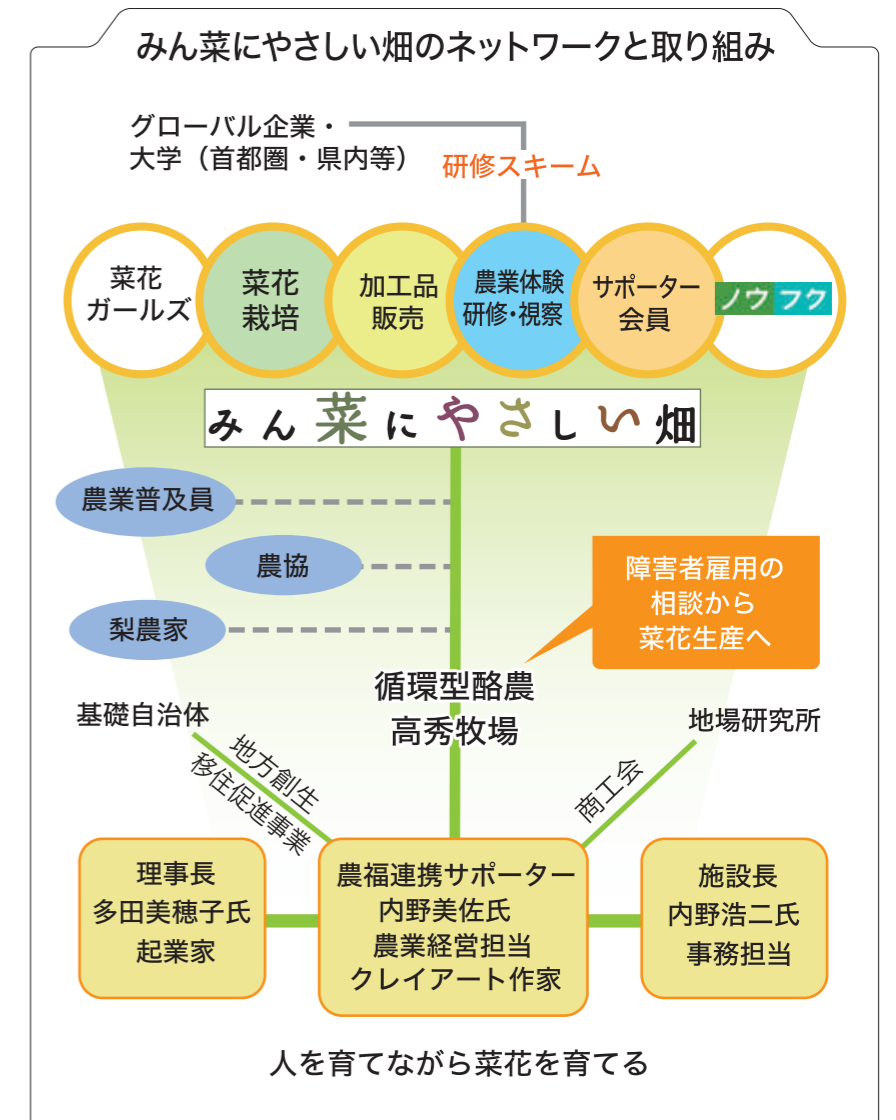 みん菜にやさしい畑のネットワークと取り組み
グローバル企業・
大学（首都圏・県内等）
研修スキーム
菜花
ガールズ
菜花
栽培
加工品
販売
農業体験
研修・視察
サポーター
会員
ノウフク
みん菜にやさしい畑
農業普及員
農協
梨農家
障害者雇用の
相談から
菜花生産へ
循環型酪農
高秀牧場
基礎自治体
地方創生
移住促進事業
地場研究所
商工会
理事長
多田美穂子氏
起業家
農福連携サポーター
内野美佐氏
農業経営担当
クレイアート作家
施設長
内野浩二氏
事務担当
人を育てながら菜花を育てる